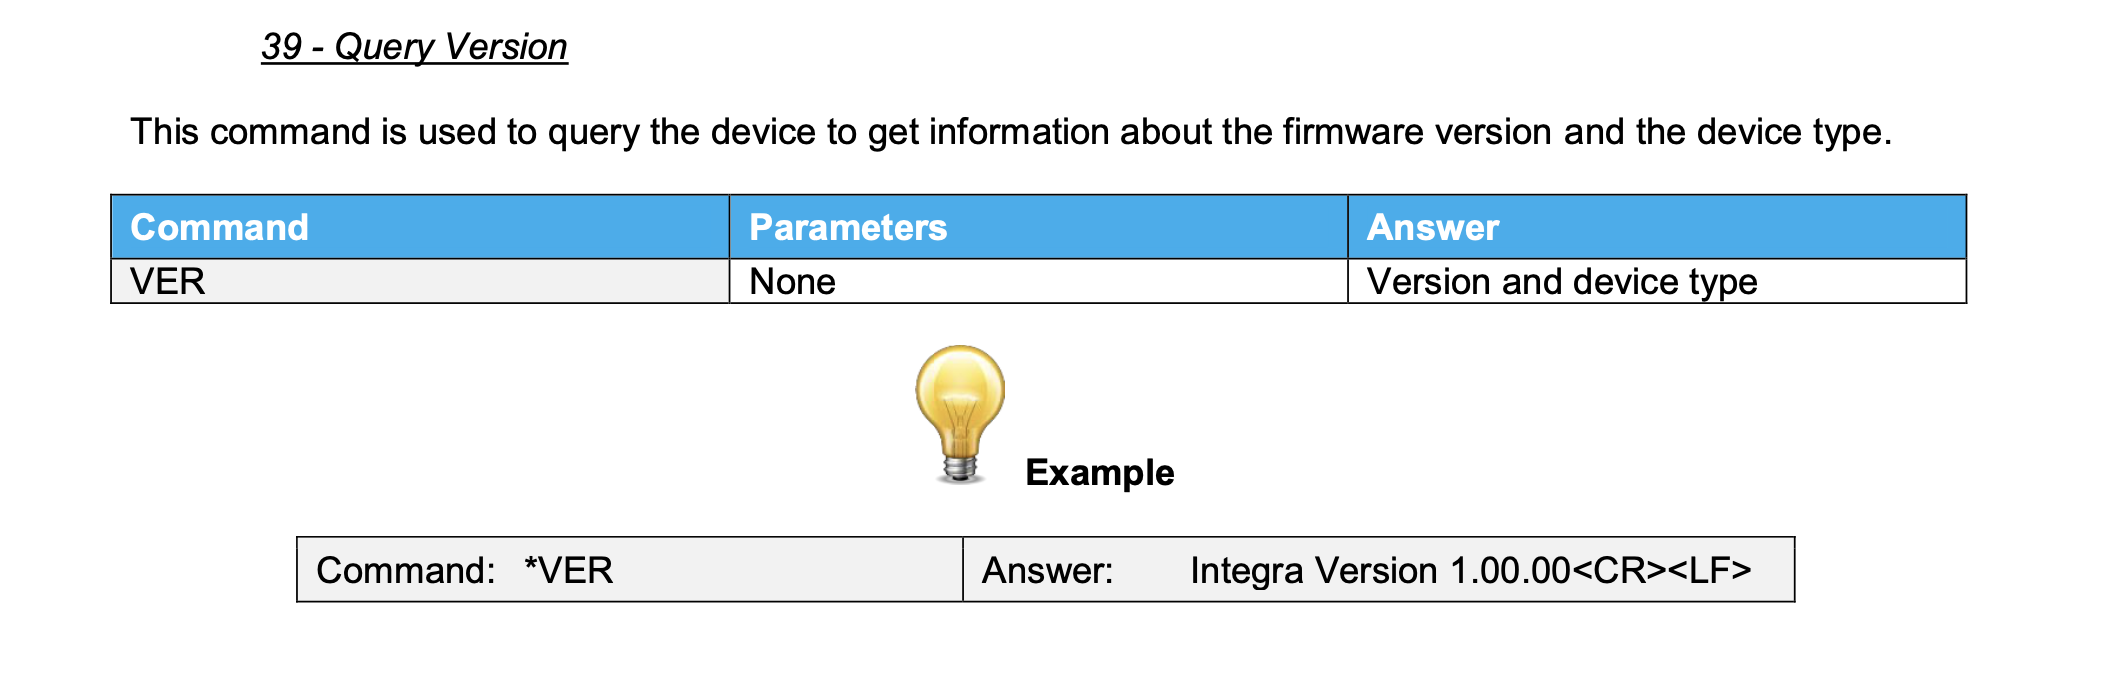 39 - Query Version
This command is used to query the device to get information about the firmware version and the device type.
Command Parameters Answer
VER None Version and device type
Example
Command: *VER Answer: Integra Version 1.00.00<CR><LF>